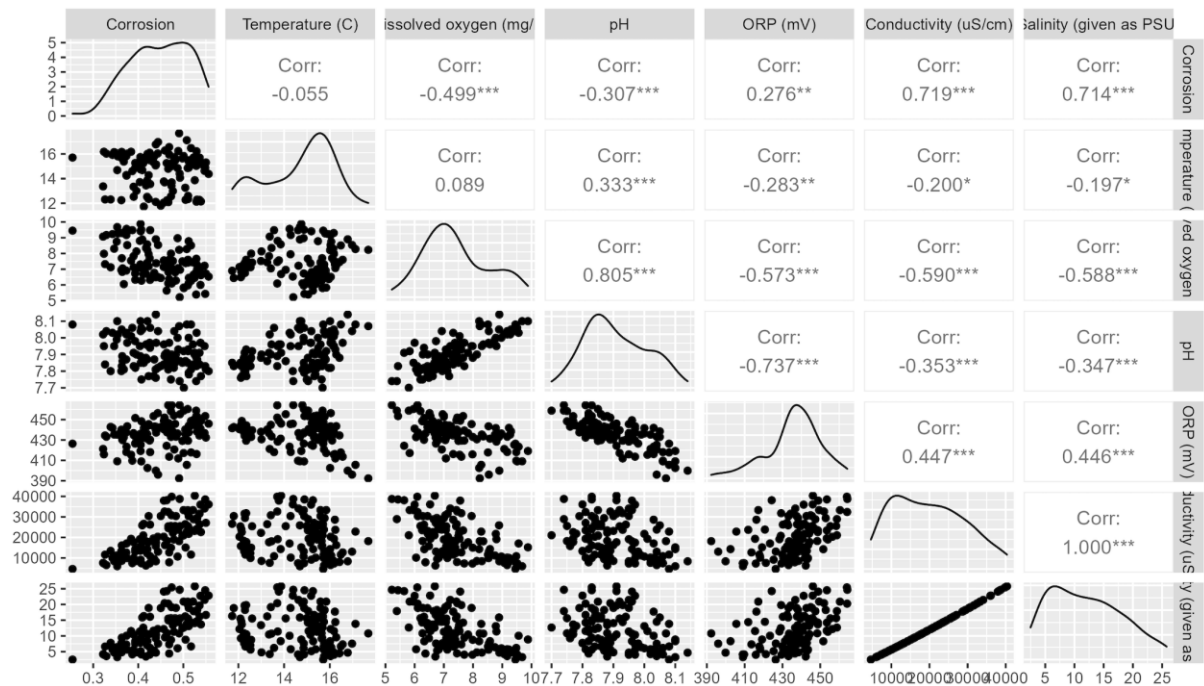 Corrosion
Temperature (C)
issolved oxygen (mg/
pH
ORP (mV)
Conductivity (uS/cm)
Salinity (given as PSU
5
4
3
2
1
0
Corr:
-0.055
Corr:
-0.499***
Corr:
-0.307***
Corr:
0.276**
Corr:
0.719***
Corr:
0.714***
Corrosion
16
14
12
Corr:
0.089
Corr:
0.333***
Corr:
-0.283**
Corr:
-0.200*
Corr:
-0.197*
mperature (
10
9
8
7
6
5
Corr:
0.805***
Corr:
-0.573***
Corr:
-0.590***
Corr:
-0.588***
ved oxygen
8.1
8.0
7.9
7.8
7.7
Corr:
-0.737***
Corr:
-0.353***
Corr:
-0.347***
pH
450
430
410
390
Corr:
0.447***
Corr:
0.446***
ORP (mV)
40000
30000
20000
10000
Corr:
1.000***
ductivity (uS
25
20
15
10
5
ty (given as
0.3 0.4 0.5
12 14 16
5 6 7 8 9 10
7.7 7.8 7.9 8.0 8.1
390 410 430 450
10000 20000 30000 40000
5 10 15 20 25